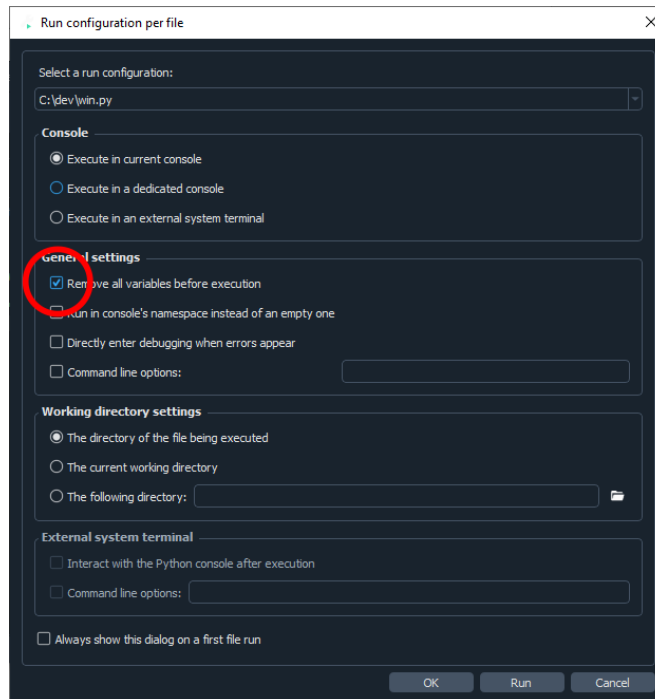 Run configuration per file
Select a run configuration:
C:\dev\win.py
Console
Execute in current console
Execute in a dedicated console
Execute in an external system terminal
General settings
Remove all variables before execution
Run in console's namespace instead of an empty one
Directly enter debugging when errors appear
Command line options:
Working directory settings
The directory of the file being executed
The current working directory
The following directory:
External system terminal
Interact with the Python console after execution
Command line options:
Always show this dialog on a first file run
OK Run Cancel